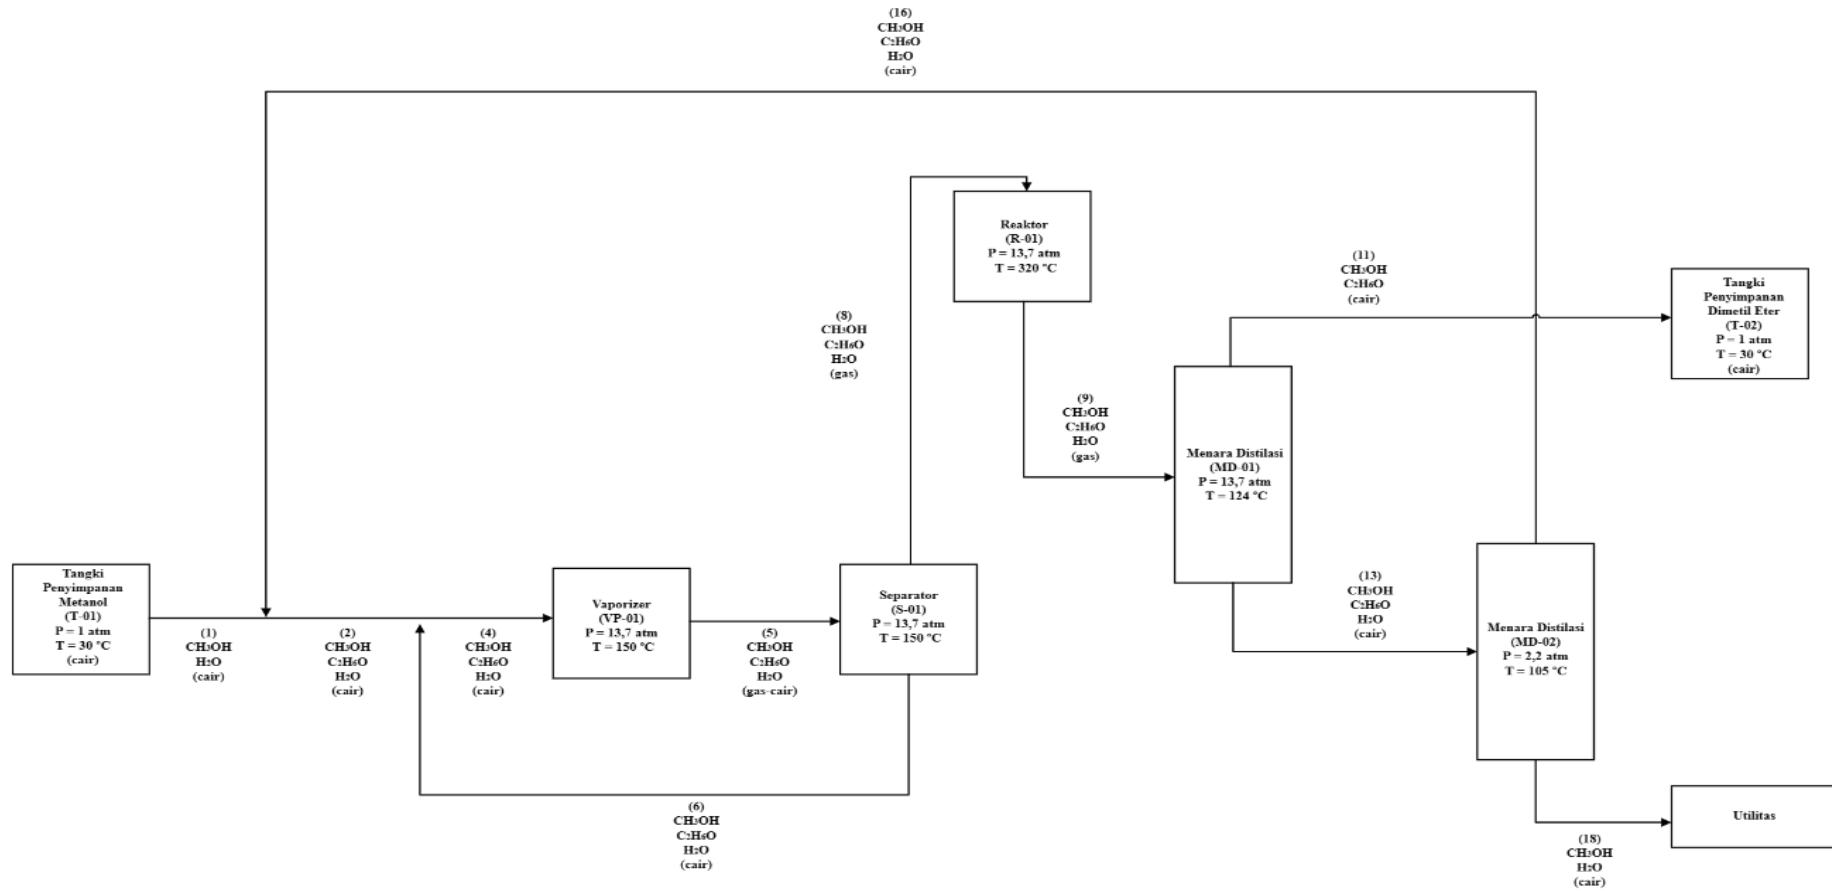 (16)
CH₃OH
C₂H₆O
H₂O
(cair)
Reaktor
(R-01)
P = 13,7 atm
T = 320 °C
(11)
CH₃OH
C₂H₆O
(cair)
Tangki
Penyimpanan
Dimetil Eter
(T-02)
P = 1 atm
T = 30 °C
(cair)
(8)
CH₃OH
C₂H₆O
H₂O
(gas)
(9)
CH₃OH
C₂H₆O
H₂O
(gas)
Menara Distilasi
(MD-01)
P = 13,7 atm
T = 124 °C
Tangki
Penyimpanan
Metanol
(T-01)
P = 1 atm
T = 30 °C
(cair)
(1)
CH₃OH
H₂O
(cair)
(2)
CH₃OH
C₂H₆O
H₂O
(cair)
(4)
CH₃OH
C₂H₆O
H₂O
(cair)
Vaporizer
(VP-01)
P = 13,7 atm
T = 150 °C
(5)
CH₃OH
C₂H₆O
H₂O
(gas-cair)
Separator
(S-01)
P = 13,7 atm
T = 150 °C
(13)
CH₃OH
C₂H₆O
H₂O
(cair)
Menara Distilasi
(MD-02)
P = 2,2 atm
T = 105 °C
(6)
CH₃OH
C₂H₆O
H₂O
(cair)
(18)
CH₃OH
H₂O
(cair)
Utilitas